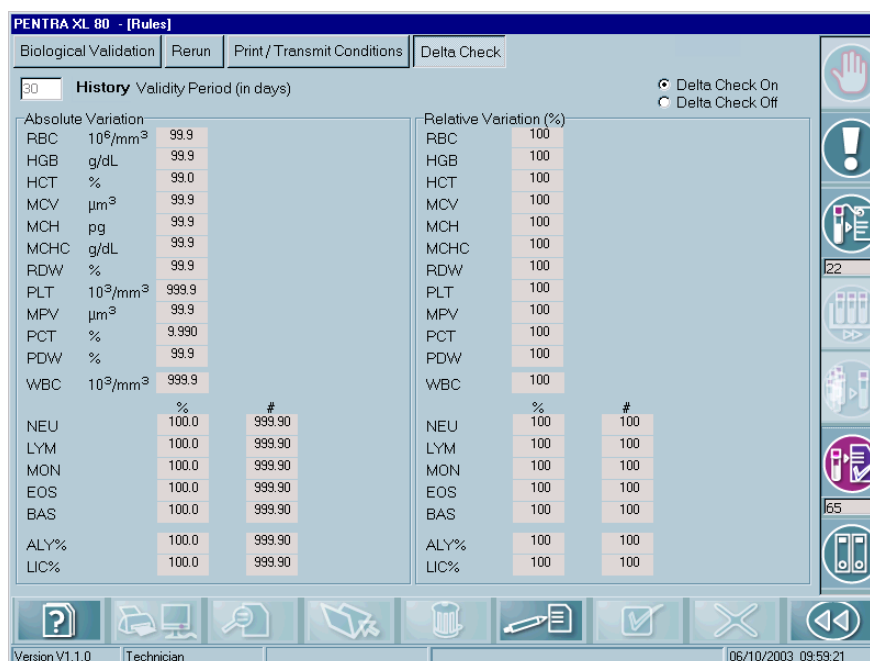 PENTRA XL 80 - [Rules]
Biological Validation Rerun Print / Transmit Conditions Delta Check
30 History Validity Period (in days)
Delta Check On
Delta Check Off
Absolute Variation
RBC 10⁶/mm³ 99.9
HGB g/dL 99.9
HCT % 99.0
MCV µm³ 99.9
MCH pg 99.9
MCHC g/dL 99.9
RDW % 99.9
PLT 10³/mm³ 999.9
MPV µm³ 99.9
PCT % 9.990
PDW % 99.9
WBC 10³/mm³ 999.9
% #
NEU 100.0 999.90
LYM 100.0 999.90
MON 100.0 999.90
EOS 100.0 999.90
BAS 100.0 999.90
ALY% 100.0 999.90
LIC% 100.0 999.90
Relative Variation (%)
RBC 100
HGB 100
HCT 100
MCV 100
MCH 100
MCHC 100
RDW 100
PLT 100
MPV 100
PCT 100
PDW 100
WBC 100
% #
NEU 100 100
LYM 100 100
MON 100 100
EOS 100 100
BAS 100 100
ALY% 100 100
LIC% 100 100
22
65
Version V1.1.0 Technician 06/10/2003 09:59:21